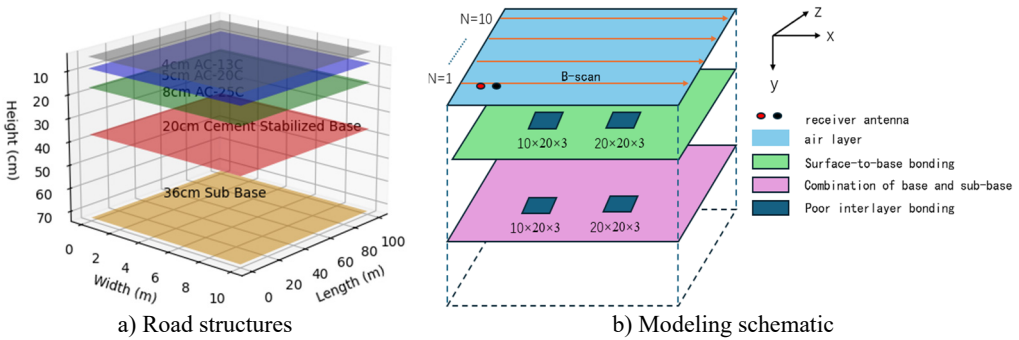 4cm AC-13C
5cm AC-20C
8cm AC-25C
20cm Cement Stabilized Base
36cm Sub Base
10
20
30
40
50
60
70
Height (cm)
0
2
4
6
8
10
Width (m)
0
20
40
60
80
100
Length (m)
a) Road structures
N=10
N=1
B-scan
10×20×3
20×20×3
10×20×3
20×20×3
Z
X
y
receiver antenna
air layer
Surface-to-base bonding
Combination of base and sub-base
Poor interlayer bonding
b) Modeling schematic